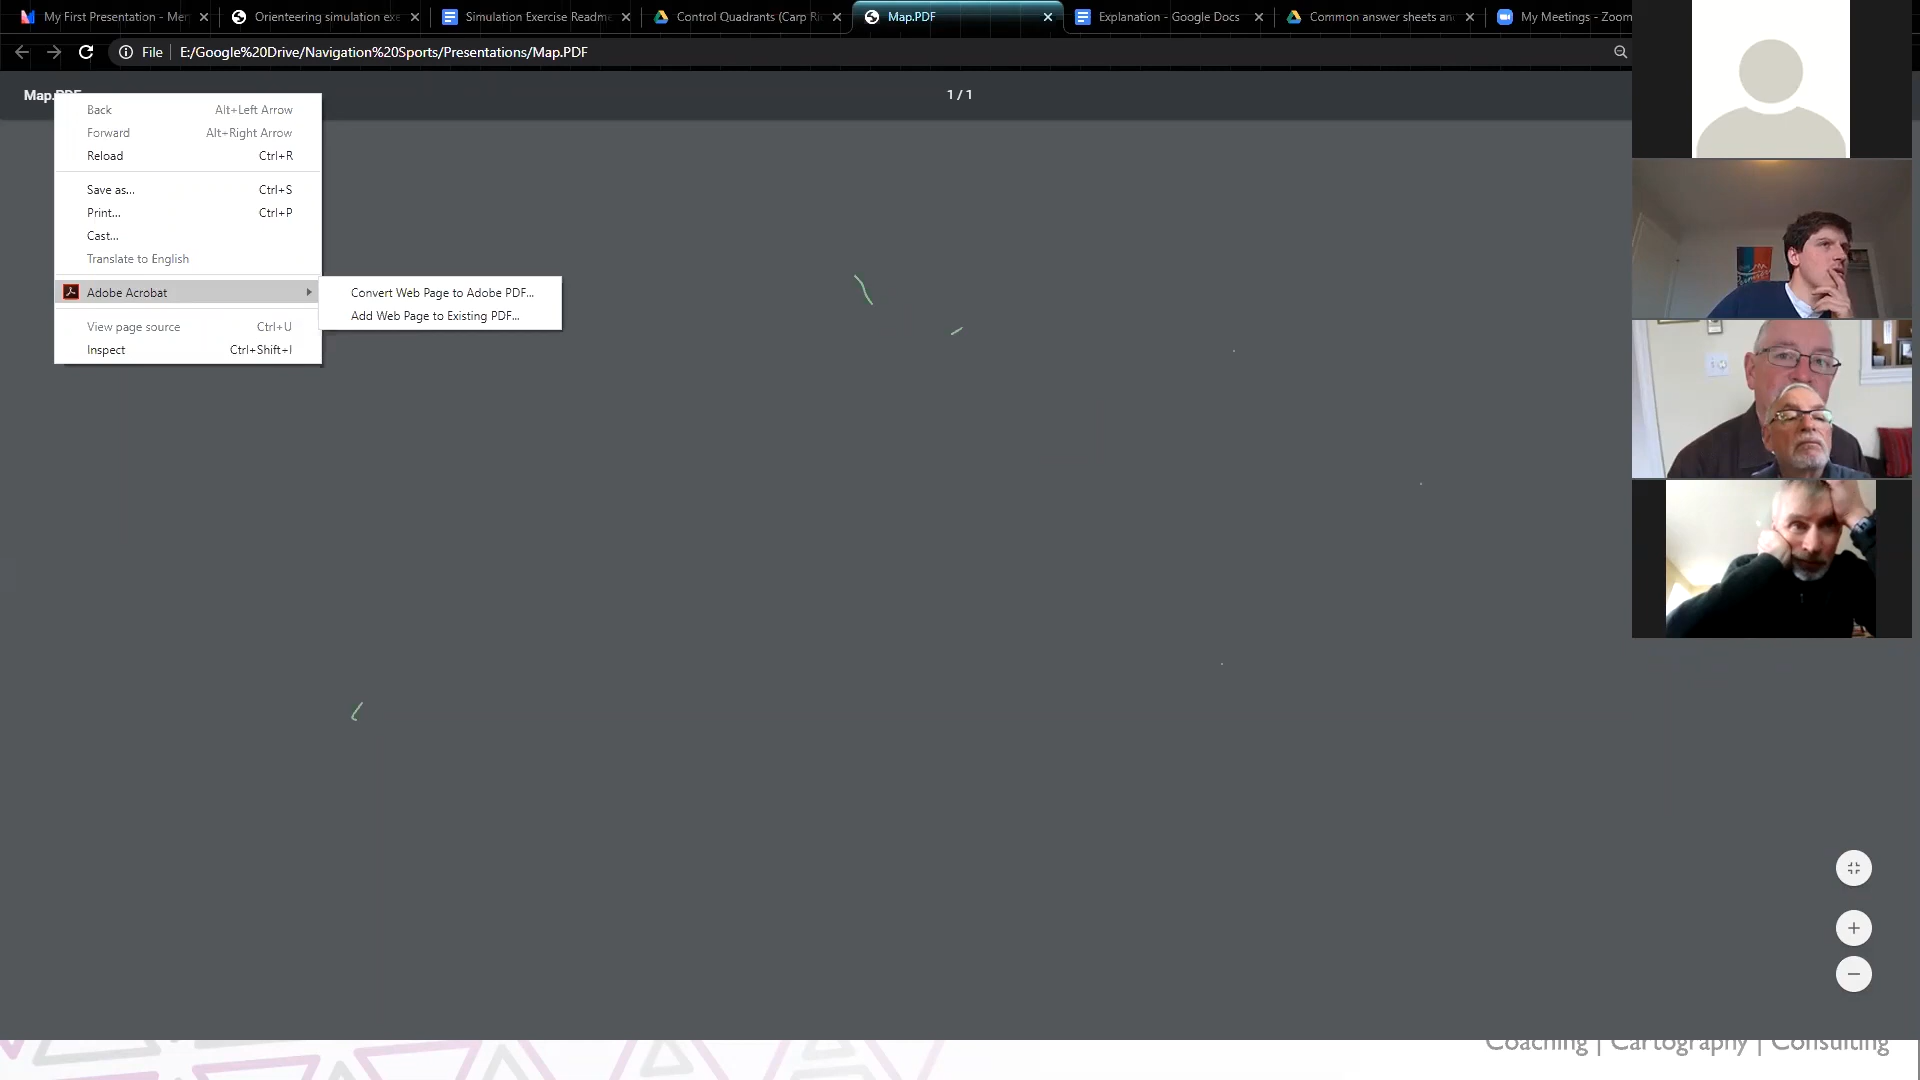 My First Presentation - Men
Orienteering simulation exe
Simulation Exercise Readme
Control Quadrants (Carp Ri
Map.PDF
Explanation - Google Docs
Common answer sheets an
My Meetings - Zoom
File
E:/Google%20Drive/Navigation%20Sports/Presentations/Map.PDF
Map.PDF
1 / 1
Back Alt+Left Arrow
Forward Alt+Right Arrow
Reload Ctrl+R
Save as... Ctrl+S
Print... Ctrl+P
Cast...
Translate to English
Adobe Acrobat
Convert Web Page to Adobe PDF...
Add Web Page to Existing PDF...
View page source Ctrl+U
Inspect Ctrl+Shift+I
Coaching | Cartography | Consulting